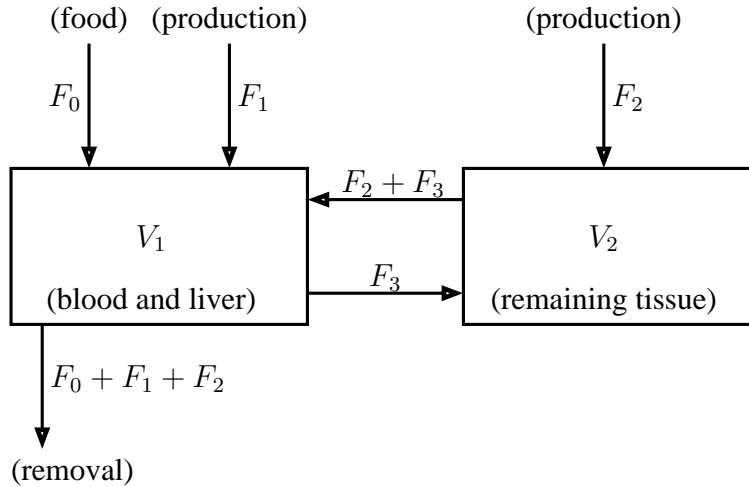 (food) (production) (production)
F₀ F₁ F₂
F₂ + F₃
V₁ V₂
F₃
(blood and liver) (remaining tissue)
F₀ + F₁ + F₂
(removal)